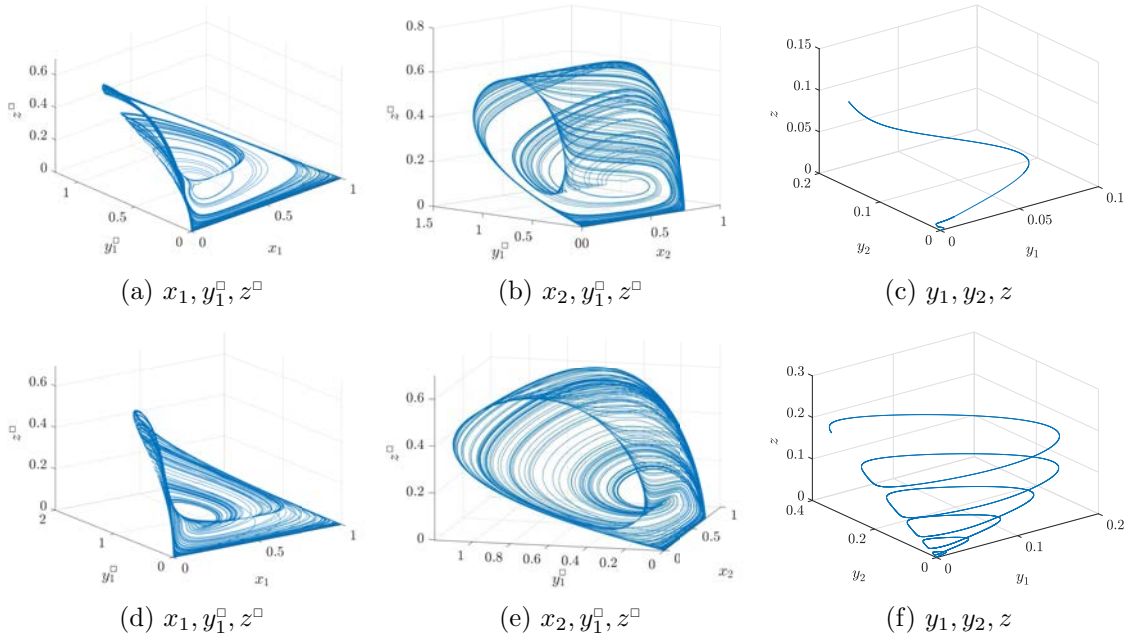 0.6
0.4
0.2
0
z□
1
0.5
0
y₁□
0
0.5
1
x₁
(a) x₁, y₁□, z□
0.8
0.6
0.4
0.2
0
z□
1.5
1
0.5
00
y₁□
0.5
1
x₂
(b) x₂, y₁□, z□
0.15
0.1
0.05
0
z
0.2
0.1
0
y₂
0
0.05
0.1
y₁
(c) y₁, y₂, z
0.6
0.4
0.2
0
z□
2
1
0
y₁□
0
0.5
1
x₁
(d) x₁, y₁□, z□
0.6
0.4
0.2
0
z□
1
0.8
0.6
0.4
0.2
0
y₁□
0
0.5
1
x₂
(e) x₂, y₁□, z□
0.3
0.2
0.1
0
z
0.4
0.2
0
y₂
0
0.1
0.2
y₁
(f) y₁, y₂, z